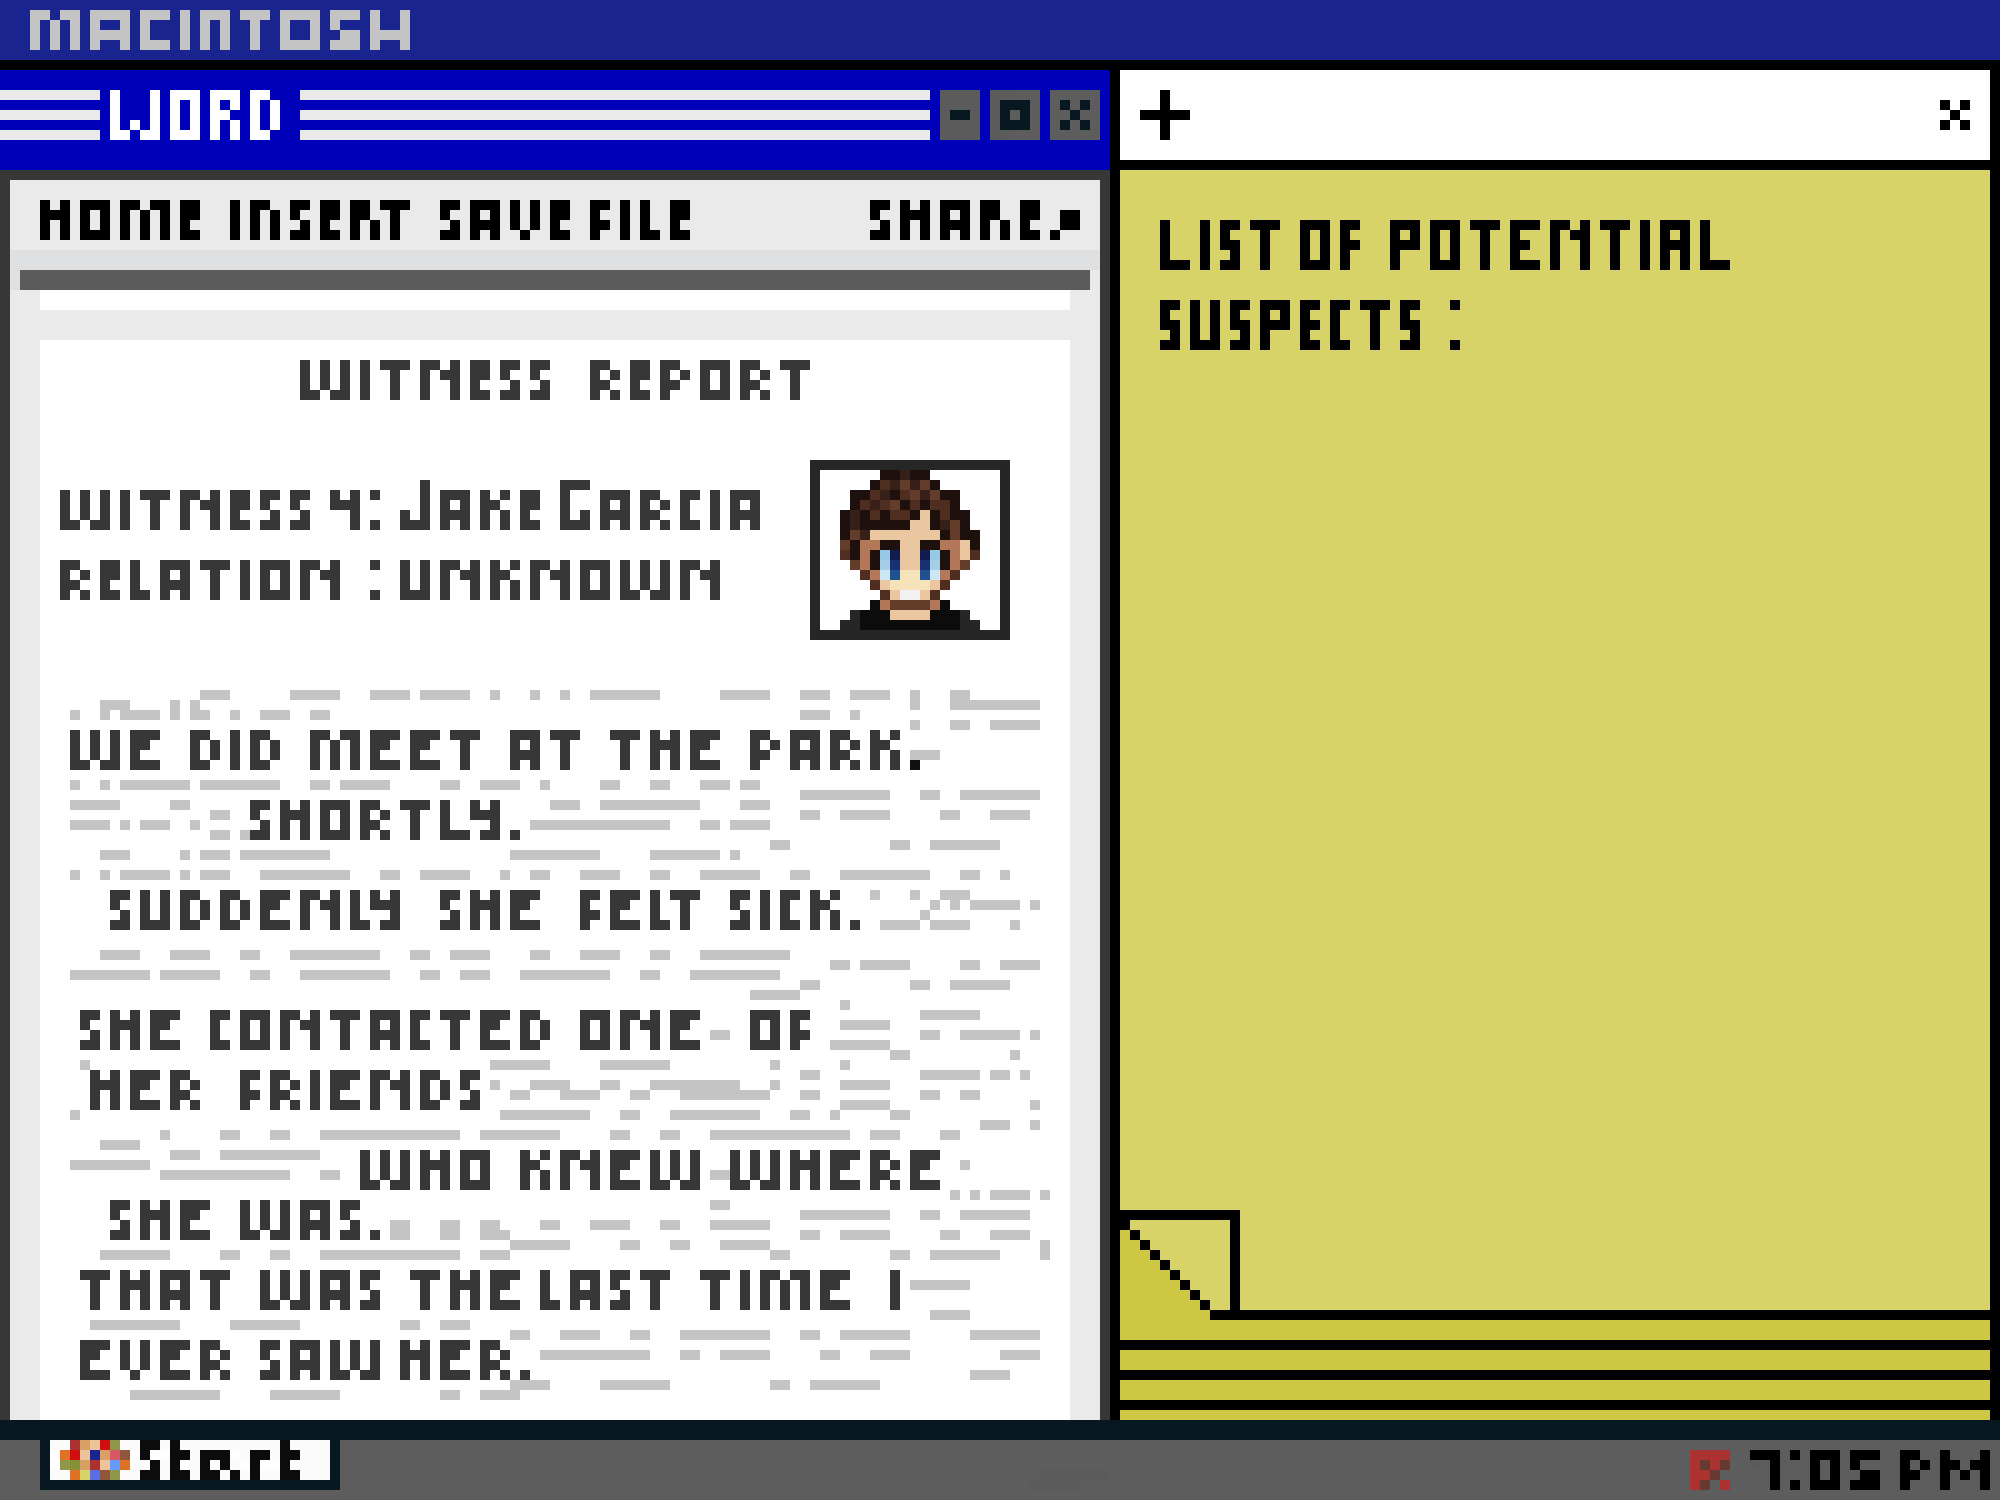 MACINTOSH
WORD
HOME INSERT SAVE FILE SHARE
WITNESS REPORT
WITNESS 4: JAKE GARCIA
RELATION : UNKNOWN
WE DID MEET AT THE PARK.
SHORTLY.
SUDDENLY SHE FELT SICK.
SHE CONTACTED ONE OF
HER FRIENDS
WHO KNEW WHERE
SHE WAS.
THAT WAS THE LAST TIME I
EVER SAW HER.
LIST OF POTENTIAL
SUSPECTS :
Start
7:05 PM